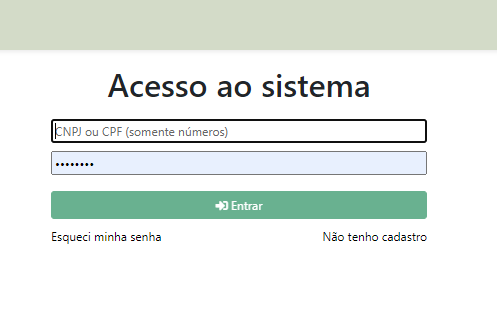 Acesso ao sistema
CNPJ ou CPF (somente números)
••••••••
Entrar
Esqueci minha senha
Não tenho cadastro